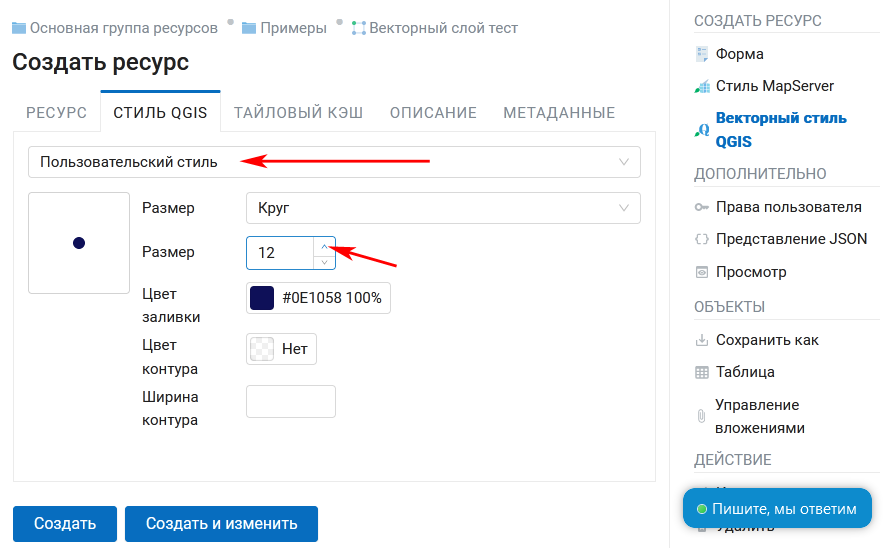 Основная группа ресурсов Примеры Векторный слой тест
Создать ресурс
РЕСУРС СТИЛЬ QGIS ТАЙЛОВЫЙ КЭШ ОПИСАНИЕ МЕТАДАННЫЕ
Пользовательский стиль
Размер Круг
Размер 12
Цвет
заливки
#0E1058 100%
Цвет
контура
Нет
Ширина
контура
Создать Создать и изменить
СОЗДАТЬ РЕСУРС
Форма
Стиль MapServer
Векторный стиль
QGIS
ДОПОЛНИТЕЛЬНО
Права пользователя
Представление JSON
Просмотр
ОБЪЕКТЫ
Сохранить как
Таблица
Управление
вложениями
ДЕЙСТВИЕ
Пишите, мы ответим
Удалить